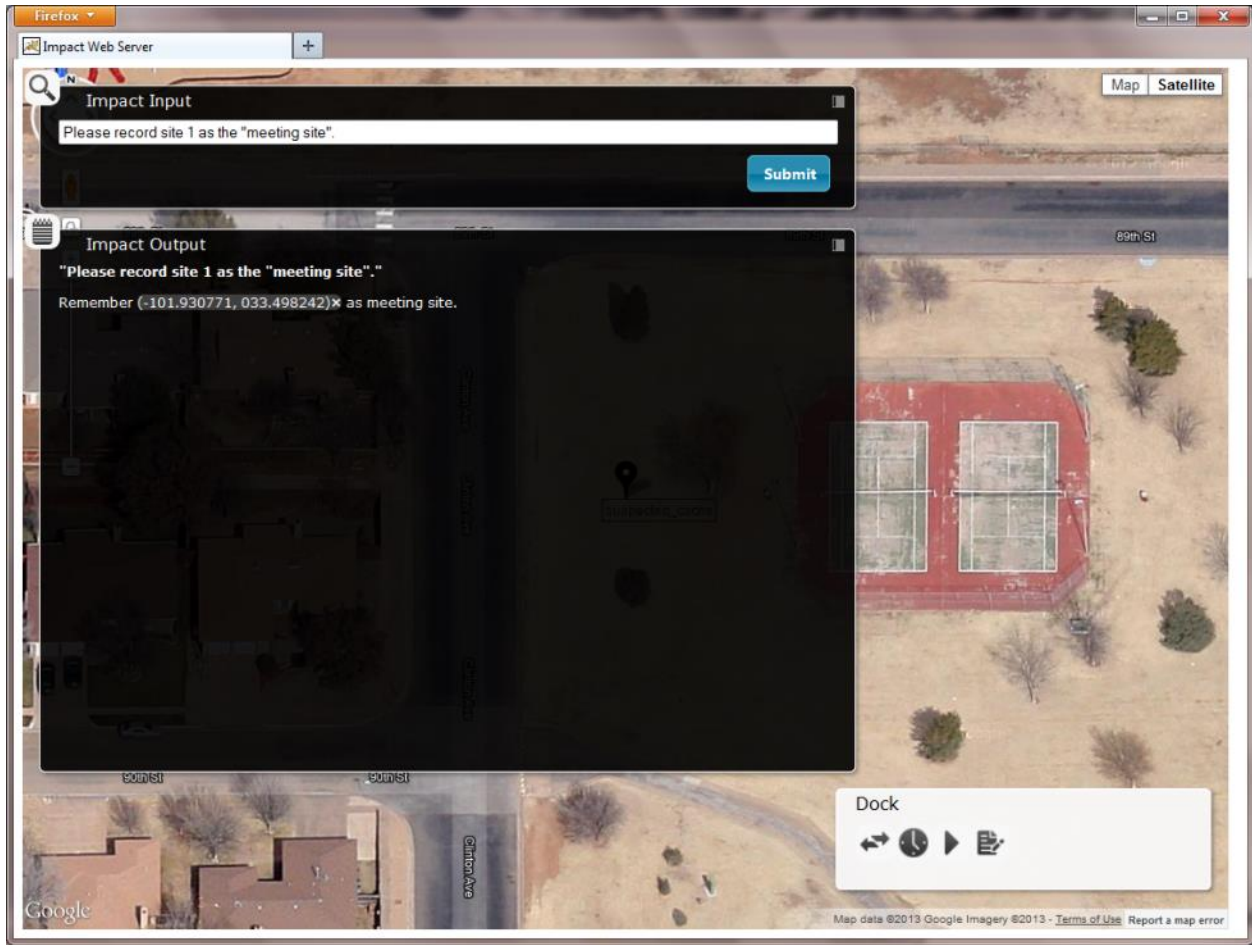 Firefox
Impact Web Server
N
Impact Input
Map Satellite
Please record site 1 as the "meeting site".
Submit
Impact Output
89th St
"Please record site 1 as the "meeting site"."
Remember (-101.930771, 033.498242)× as meeting site.
90th St
90th St
Dock
Clinton Ave
Google
Map data ©2013 Google Imagery ©2013 - Terms of Use Report a map error